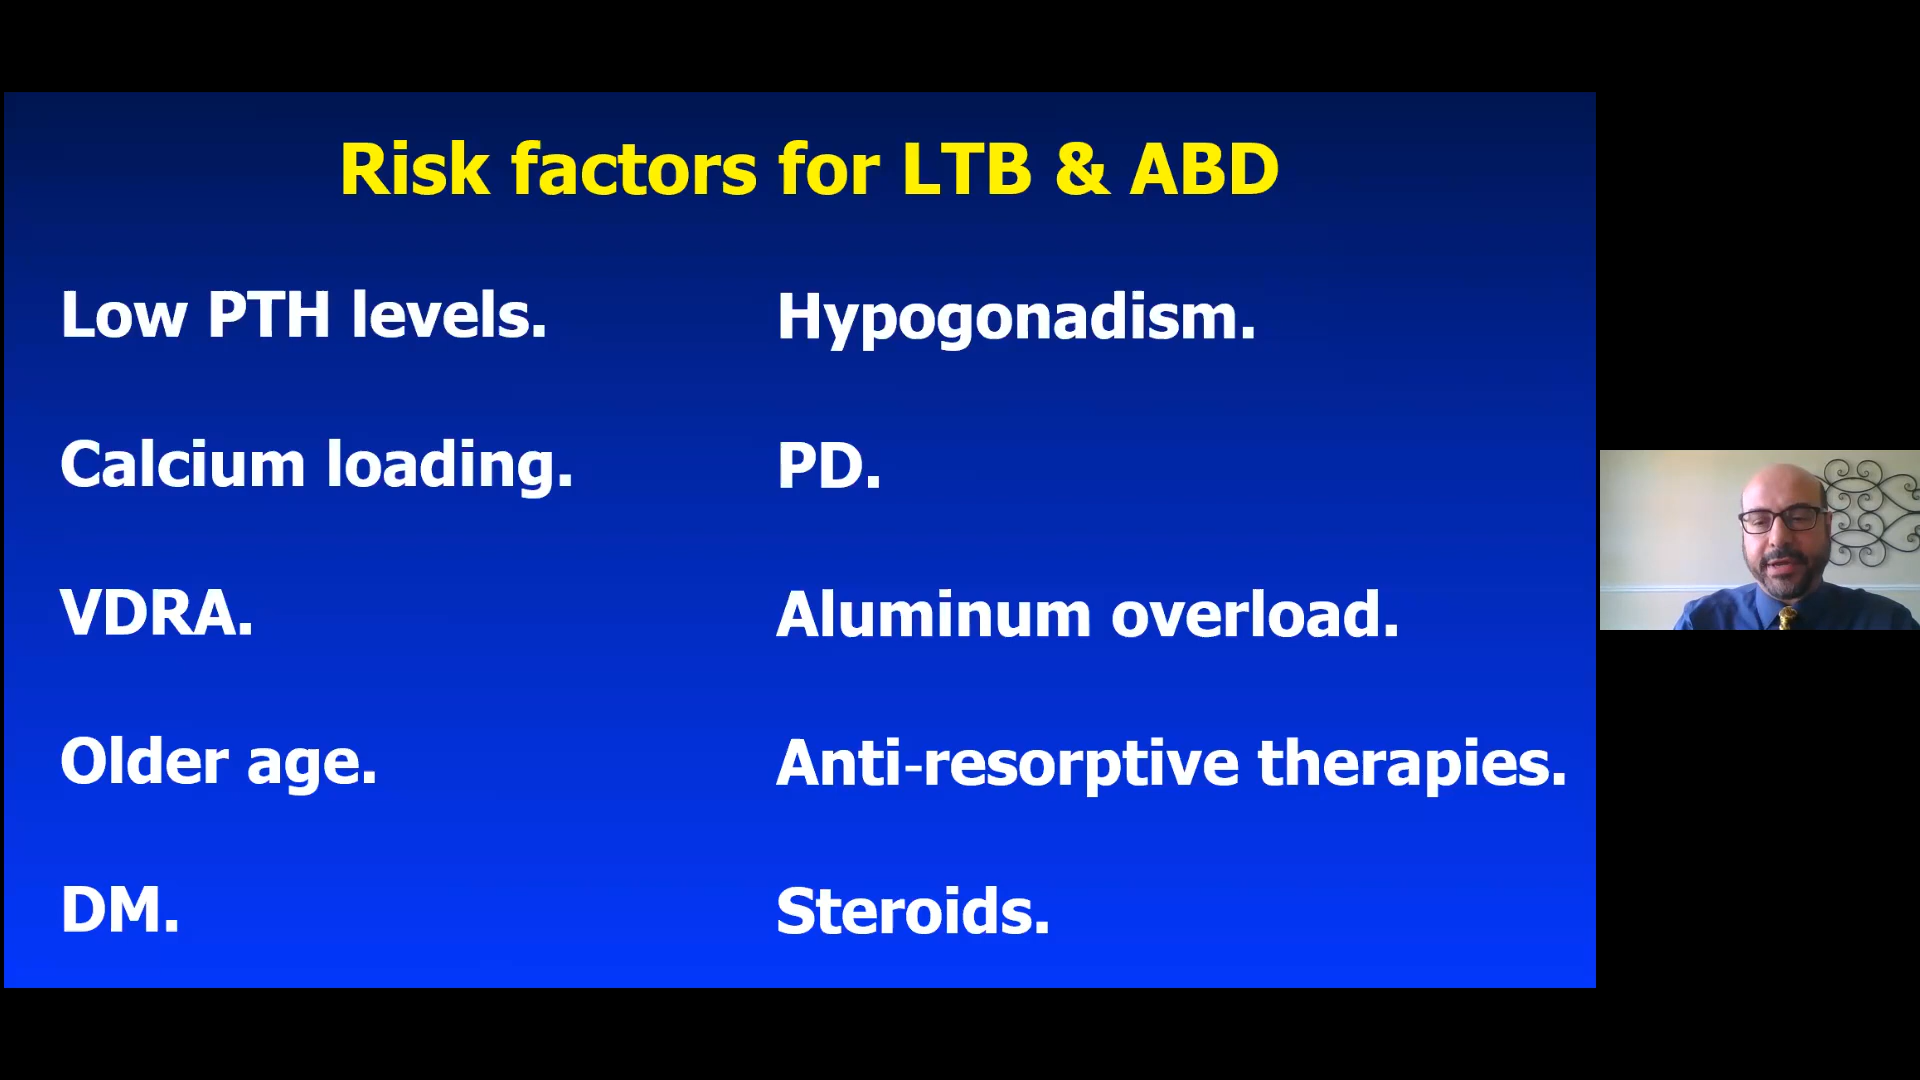 Risk factors for LTB & ABD
Low PTH levels.
Calcium loading.
VDRA.
Older age.
DM.
Hypogonadism.
PD.
Aluminum overload.
Anti-resorptive therapies.
Steroids.